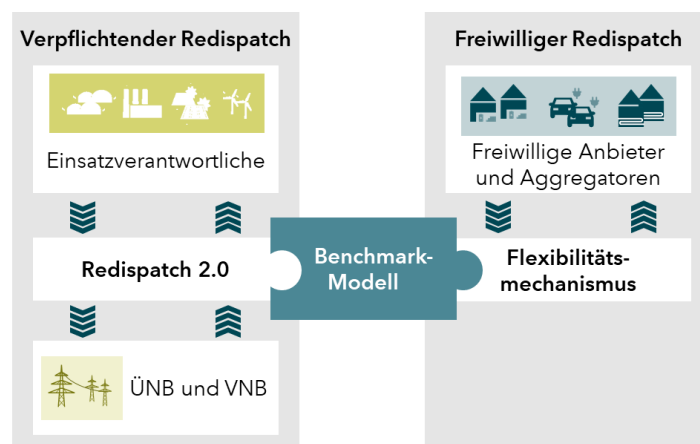 Verpflichtender Redispatch
Einsatzverantwortliche
Redispatch 2.0
ÜNB und VNB
Benchmark-
Modell
Freiwilliger Redispatch
Freiwillige Anbieter
und Aggregatoren
Flexibilitäts-
mechanismus